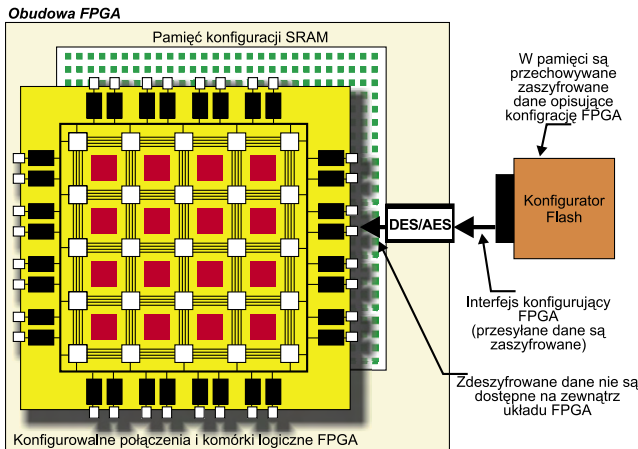 Obudowa FPGA
Pamięć konfiguracji SRAM
W pamięci są
przechowywane
zaszyfrowane
dane opisujące
konfigrację FPGA
Konfigurator
Flash
DES/AES
Interfejs konfigurujący
FPGA
(przesyłane dane są
zaszyfrowane)
Zdeszyfrowane dane nie są
dostępne na zewnątrz
układu FPGA
Konfigurowalne połączenia i komórki logiczne FPGA